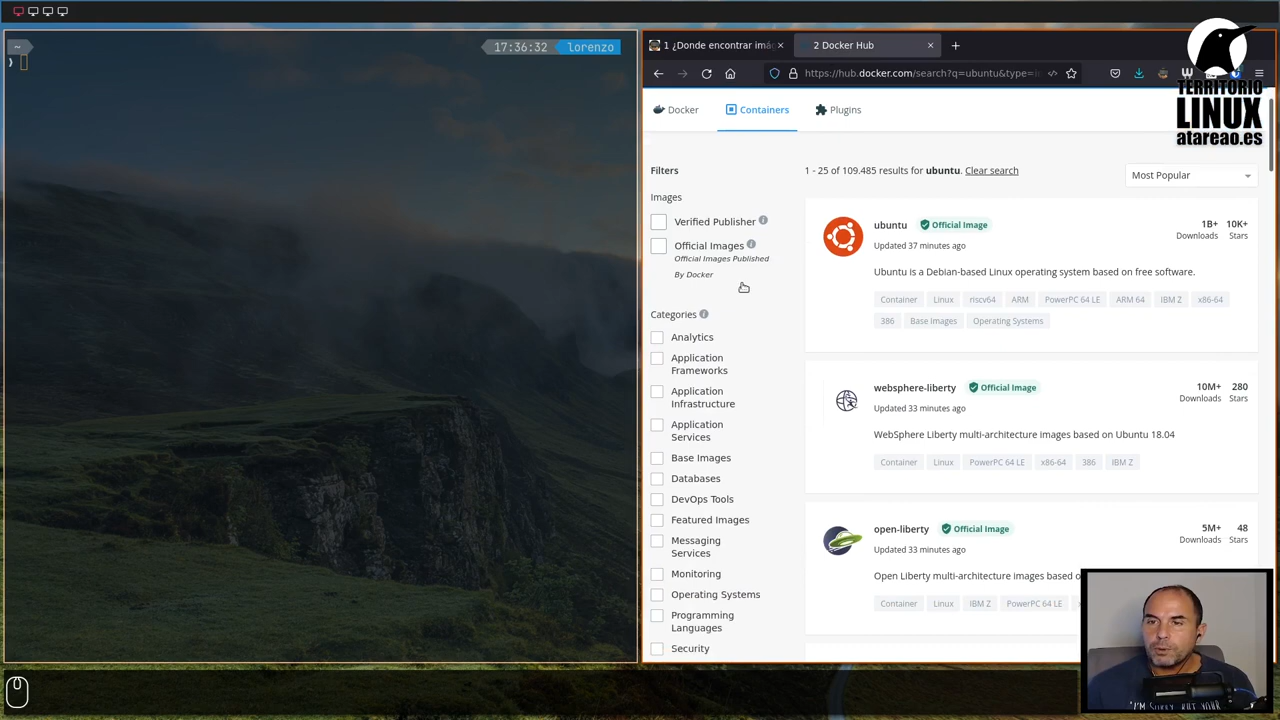 ~
17:36:32
lorenzo
1 ¿Donde encontrar imá
2 Docker Hub
https://hub.docker.com/search?q=ubuntu&type=i
TERRITORIO
LINUX
atareao.es
Docker
Containers
Plugins
Filters
1 - 25 of 109.485 results for ubuntu. Clear search
Most Popular
Images
Verified Publisher
Official Images
Official Images Published
By Docker
Categories
Analytics
Application
Frameworks
Application
Infrastructure
Application
Services
Base Images
Databases
DevOps Tools
Featured Images
Messaging
Services
Monitoring
Operating Systems
Programming
Languages
Security
ubuntu
Official Image
1B+
10K+
Updated 37 minutes ago
Downloads
Stars
Ubuntu is a Debian-based Linux operating system based on free software.
Container
Linux
riscv64
ARM
PowerPC 64 LE
ARM 64
IBM Z
x86-64
386
Base Images
Operating Systems
websphere-liberty
Official Image
10M+
280
Updated 33 minutes ago
Downloads
Stars
WebSphere Liberty multi-architecture images based on Ubuntu 18.04
Container
Linux
PowerPC 64 LE
x86-64
386
IBM Z
open-liberty
Official Image
5M+
48
Updated 33 minutes ago
Downloads
Stars
Open Liberty multi-architecture images based
Container
Linux
IBM Z
PowerPC 64 LE